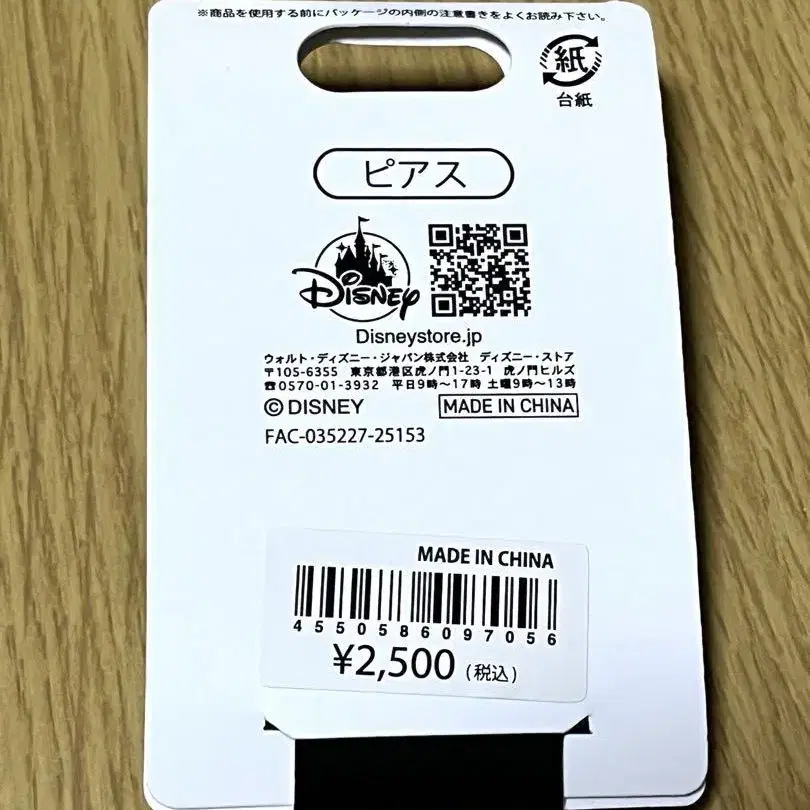 ※商品を使用する前にパッケージの内側の注意書きをよくお読み下さい。
紙
台紙
ピアス
Disney
Disneystore.jp
ウォルト・ディズニー・ジャパン株式会社 ディズニー・ストア
〒105-6355 東京都港区虎ノ門1-23-1 虎ノ門ヒルズ
☎0570-01-3932 平日9時〜17時 土曜9時〜13時
©DISNEY MADE IN CHINA
FAC-035227-25153
MADE IN CHINA
4550586097056
¥2,500 (税込)